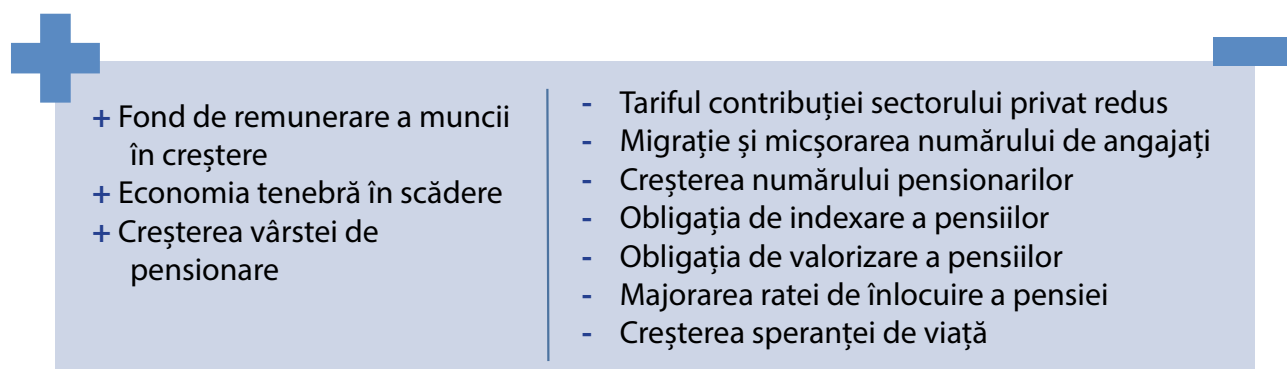 + Fond de remunerare a muncii
în creștere
+ Economia tenebră în scădere
+ Creșterea vârstei de
pensionare
- Tariful contribuției sectorului privat redus
- Migrație și micșorarea numărului de angajați
- Creșterea numărului pensionarilor
- Obligația de indexare a pensiilor
- Obligația de valorizare a pensiilor
- Majorarea ratei de înlocuire a pensiei
- Creșterea speranței de viață